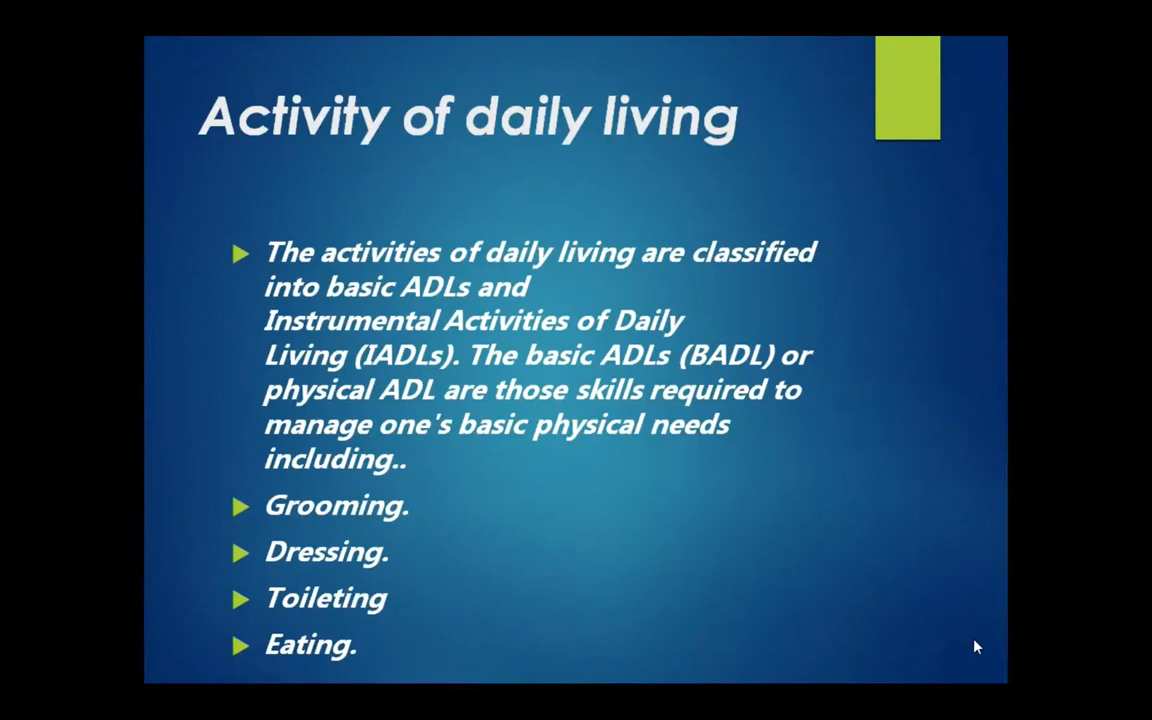 Activity of daily living
The activities of daily living are classified
into basic ADLs and
Instrumental Activities of Daily
Living (IADLs). The basic ADLs (BADL) or
physical ADL are those skills required to
manage one's basic physical needs
including..
Grooming.
Dressing.
Toileting
Eating.